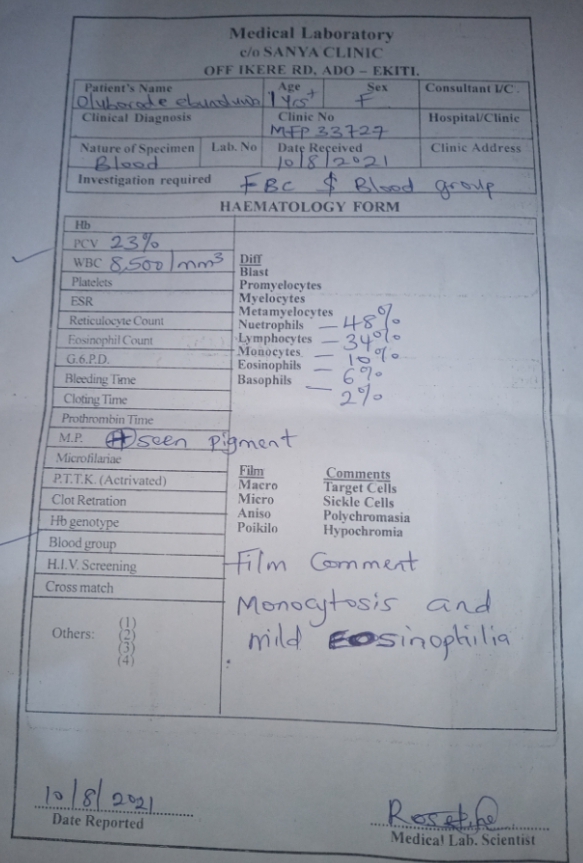 Medical Laboratory
c/o SANYA CLINIC
OFF IKERE RD, ADO – EKITI.
Patient's Name Age Sex Consultant I/C
1 yrs+ F
Clinical Diagnosis Clinic No Hospital/Clinic
MFP 33727
Nature of Specimen Lab. No Date Received Clinic Address
Blood 10/8/2021
Investigation required FBC $ Blood group
HAEMATOLOGY FORM
Hb
PCV 23%
WBC 8,500/mm³ Diff
Blast
Platelets Promyelocytes
Myelocytes
ESR Metamyelocytes
Reticulocyte Count Nuetrophils – 48%
Lymphocytes – 34%
Eosinophil Count Monocytes – 10%
G.6.P.D. Eosinophils – 6%
Bleeding Time Basophils – 2%
Cloting Time
Prothrombin Time
M.P. (+) seen pigment
Microfilariae
Film Comments
P.T.T.K. (Actrivated) Macro Target Cells
Clot Retration Micro Sickle Cells
Aniso Polychromasia
Hb genotype Poikilo Hypochromia
Blood group
H.I.V. Screening Film Comment
Cross match
Monocytosis and
Others: (1) mild Eosinophilia
(2)
(3)
(4)
10/8/2021
Date Reported Medical Lab. Scientist